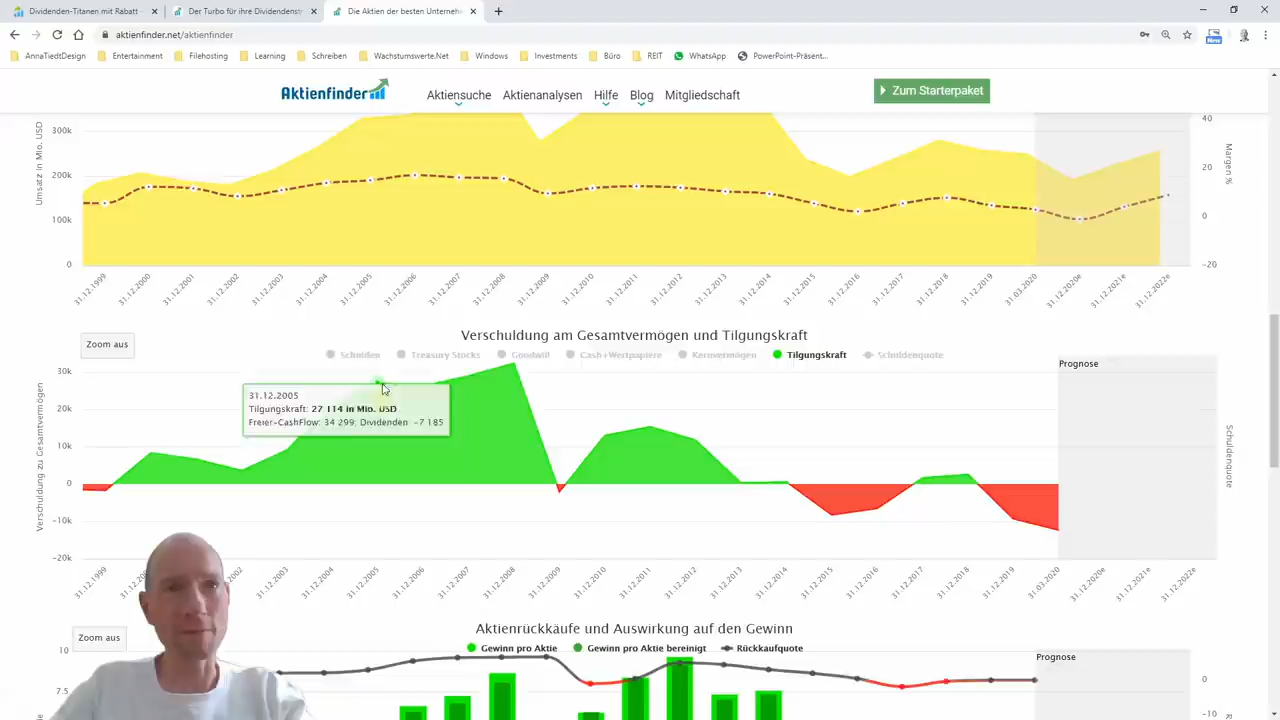 Dividenden-Titanen mit Rabatt -
Der Turbo für ihre Dividendenstr
Die Aktien der besten Unternehm
aktienfinder.net/aktienfinder
New
AnnaTiedtDesign
Entertainment
Filehosting
Learning
Schreiben
Wachstumswerte.Net
Windows
Investments
Büro
REIT
WhatsApp
PowerPoint-Präsent...
Aktienfinder
Aktiensuche
Aktienanalysen
Hilfe
Blog
Mitgliedschaft
Zum Starterpaket
Umsatz in Mio. USD
300k
200k
100k
0
40
20
0
-20
Margen %
31.12.1999
31.12.2000
31.12.2001
31.12.2002
31.12.2003
31.12.2004
31.12.2005
31.12.2006
31.12.2007
31.12.2008
31.12.2009
31.12.2010
31.12.2011
31.12.2012
31.12.2013
31.12.2014
31.12.2015
31.12.2016
31.12.2017
31.12.2018
31.12.2019
31.03.2020
31.12.2020e
31.12.2021e
31.12.2022e
Verschuldung am Gesamtvermögen und Tilgungskraft
Zoom aus
Schulden
Treasury Stocks
Goodwill
Cash+Wertpapiere
Kernvermögen
Tilgungskraft
Schuldenquote
Prognose
Verschuldung zu Gesamtvermögen
30k
20k
10k
0
-10k
-20k
Schuldenquote
31.12.2005
Tilgungskraft: 27 114 in Mio. USD
Freier-CashFlow: 34 299; Dividenden -7 185
31.12.1999
2002
31.12.2003
31.12.2004
31.12.2005
31.12.2006
31.12.2007
31.12.2008
31.12.2009
31.12.2010
31.12.2011
31.12.2012
31.12.2013
31.12.2014
31.12.2015
31.12.2016
31.12.2017
31.12.2018
31.12.2019
31.03.2020
31.12.2020e
31.12.2021e
31.12.2022e
Aktienrückkäufe und Auswirkung auf den Gewinn
Zoom aus
Gewinn pro Aktie
Gewinn pro Aktie bereinigt
Rückkaufquote
Prognose
10
7.5
0
-10